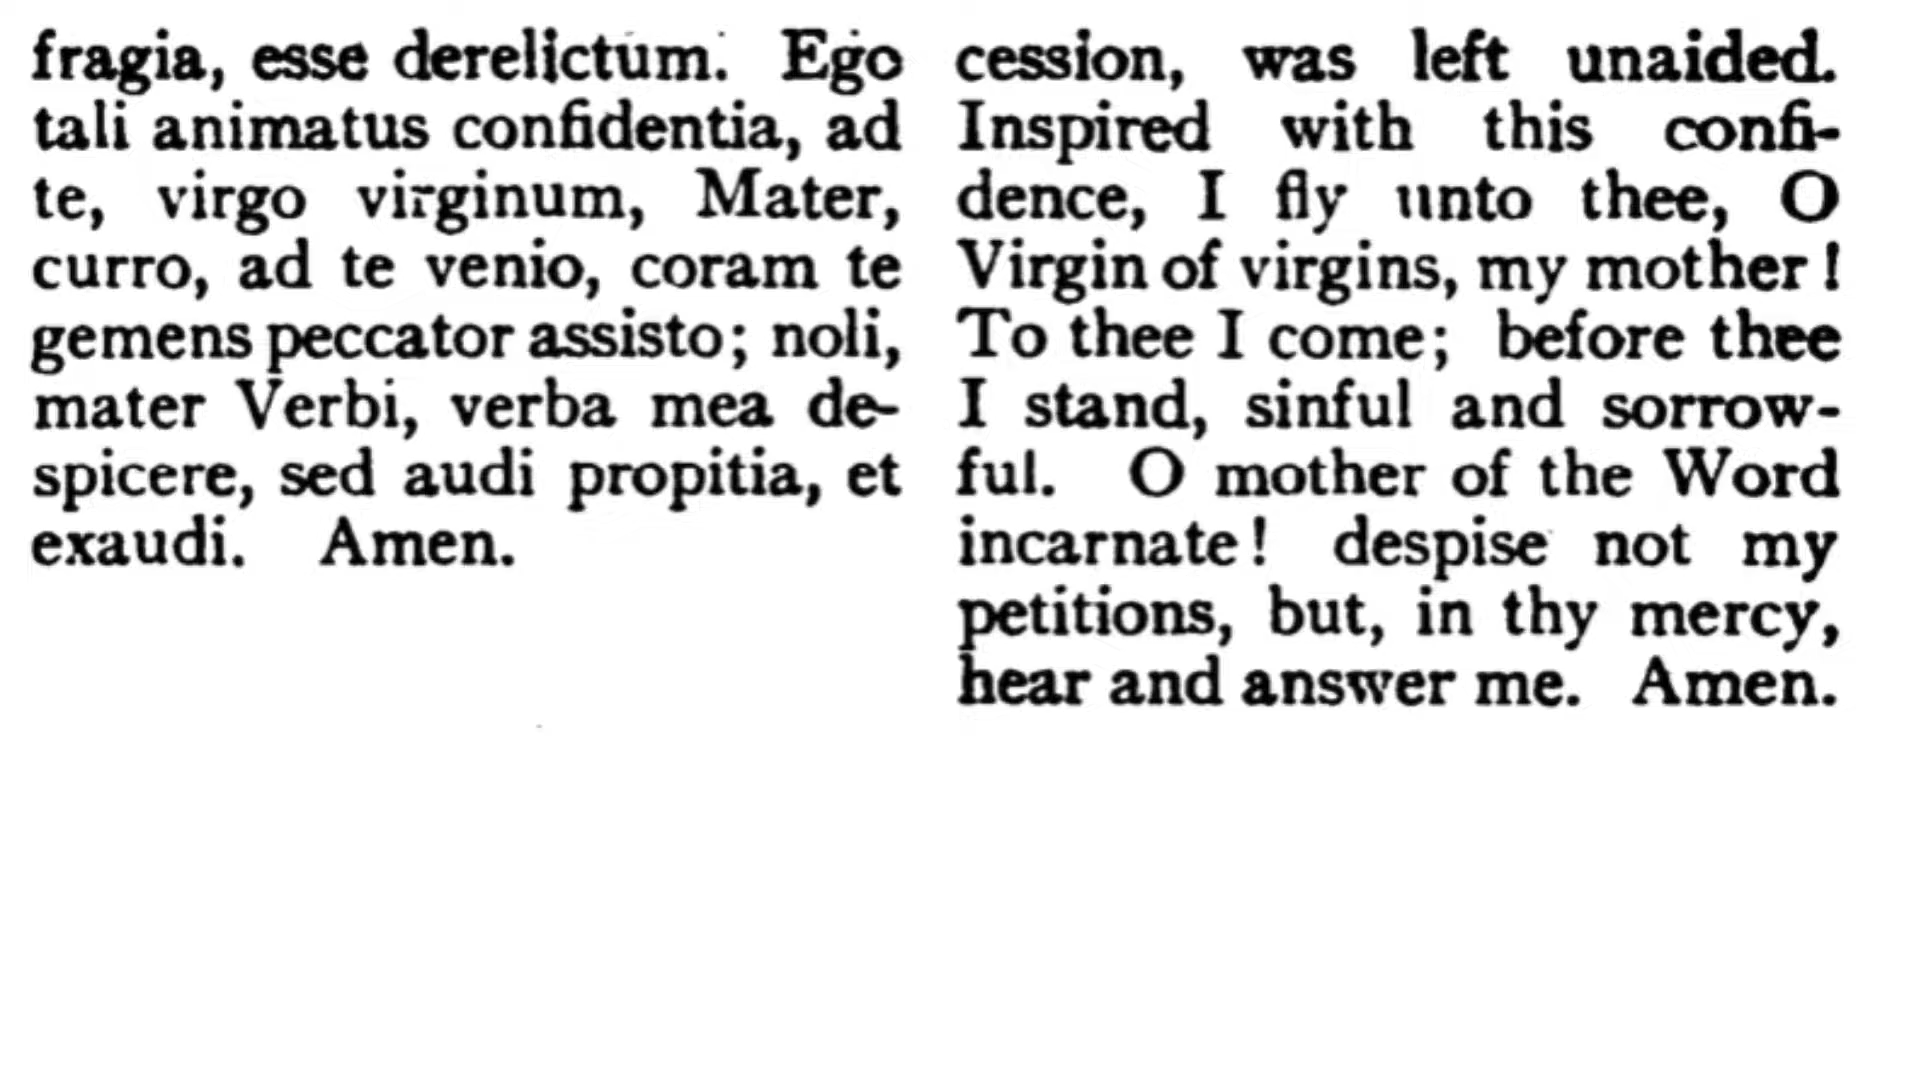 fragia, esse derelictum. Ego
tali animatus confidentia, ad
te, virgo virginum, Mater,
curro, ad te venio, coram te
gemens peccator assisto; noli,
mater Verbi, verba mea de-
spicere, sed audi propitia, et
exaudi. Amen.
cession, was left unaided.
Inspired with this confi-
dence, I fly unto thee, O
Virgin of virgins, my mother!
To thee I come; before thee
I stand, sinful and sorrow-
ful. O mother of the Word
incarnate! despise not my
petitions, but, in thy mercy,
hear and answer me. Amen.